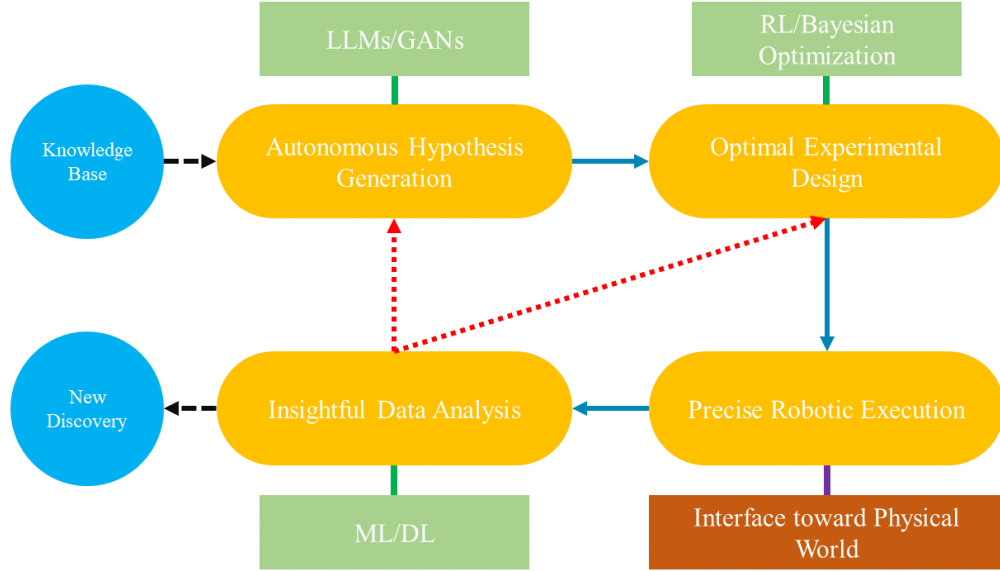 LLMs/GANs
RL/Bayesian
Optimization
Knowledge
Base
Autonomous Hypothesis
Generation
Optimal Experimental
Design
New
Discovery
Insightful Data Analysis
Precise Robotic Execution
ML/DL
Interface toward Physical
World